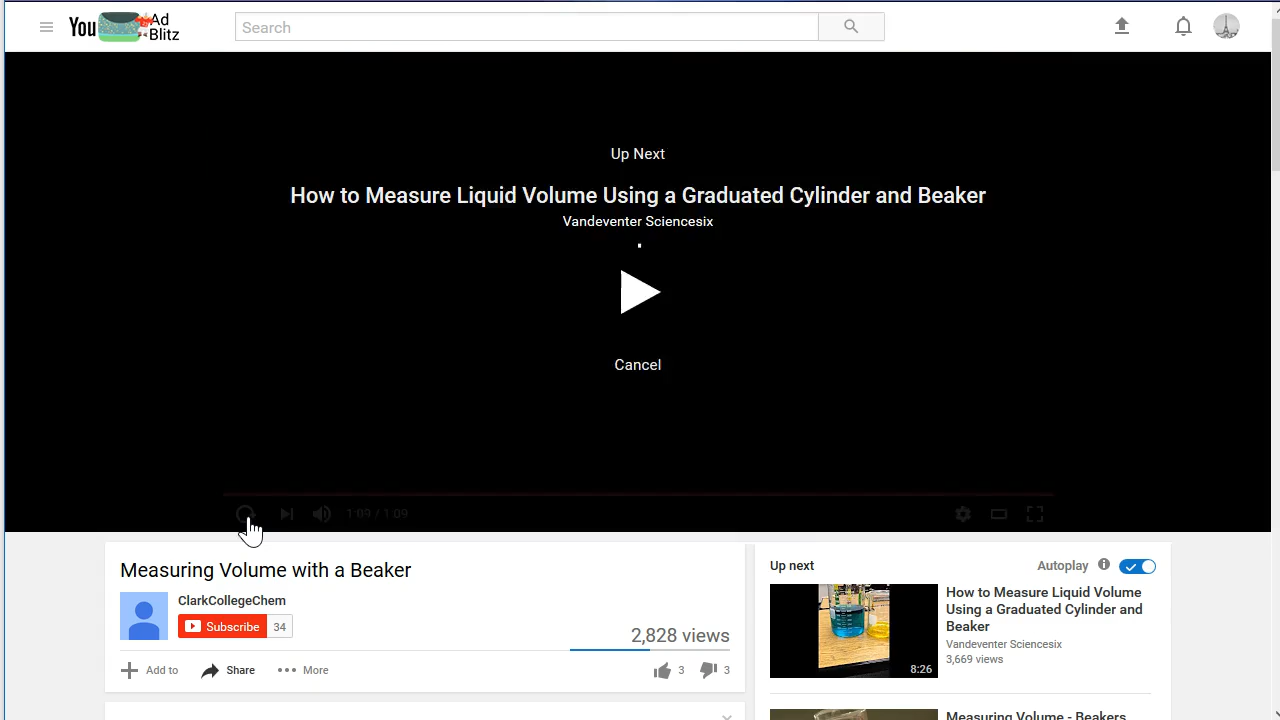 You
Ad
Blitz
Search
Up Next
How to Measure Liquid Volume Using a Graduated Cylinder and Beaker
Vandeventer Sciencesix
Cancel
1:09 / 1:09
Measuring Volume with a Beaker
ClarkCollegeChem
Subscribe 34
2,828 views
Add to Share More
3 3
Up next
Autoplay
How to Measure Liquid Volume
Using a Graduated Cylinder and
Beaker
Vandeventer Sciencesix
3,669 views
8:26
Measuring Volume - Beakers